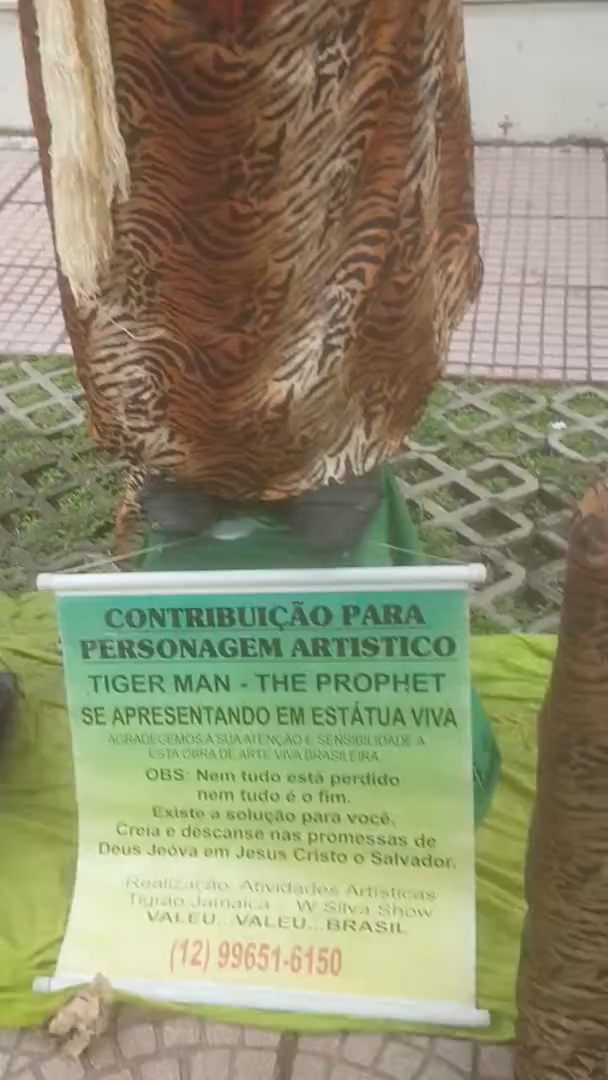 CONTRIBUIÇÃO PARA
PERSONAGEM ARTISTICO
TIGER MAN - THE PROPHET
SE APRESENTANDO EM ESTÁTUA VIVA
AGRADECEMOS A SUA ATENÇÃO E SENSIBILIDADE A
ESTA OBRA DE ARTE VIVA BRASILEIRA
OBS: Nem tudo está perdido
nem tudo é o fim.
Existe a solução para você.
Creia e descanse nas promessas de
Deus Jeóva em Jesus Cristo o Salvador.
Realização Atividades Artísticas
Tigrão Jamaica W Silva Show
VALEU...VALEU...BRASIL
(12) 99651-6150